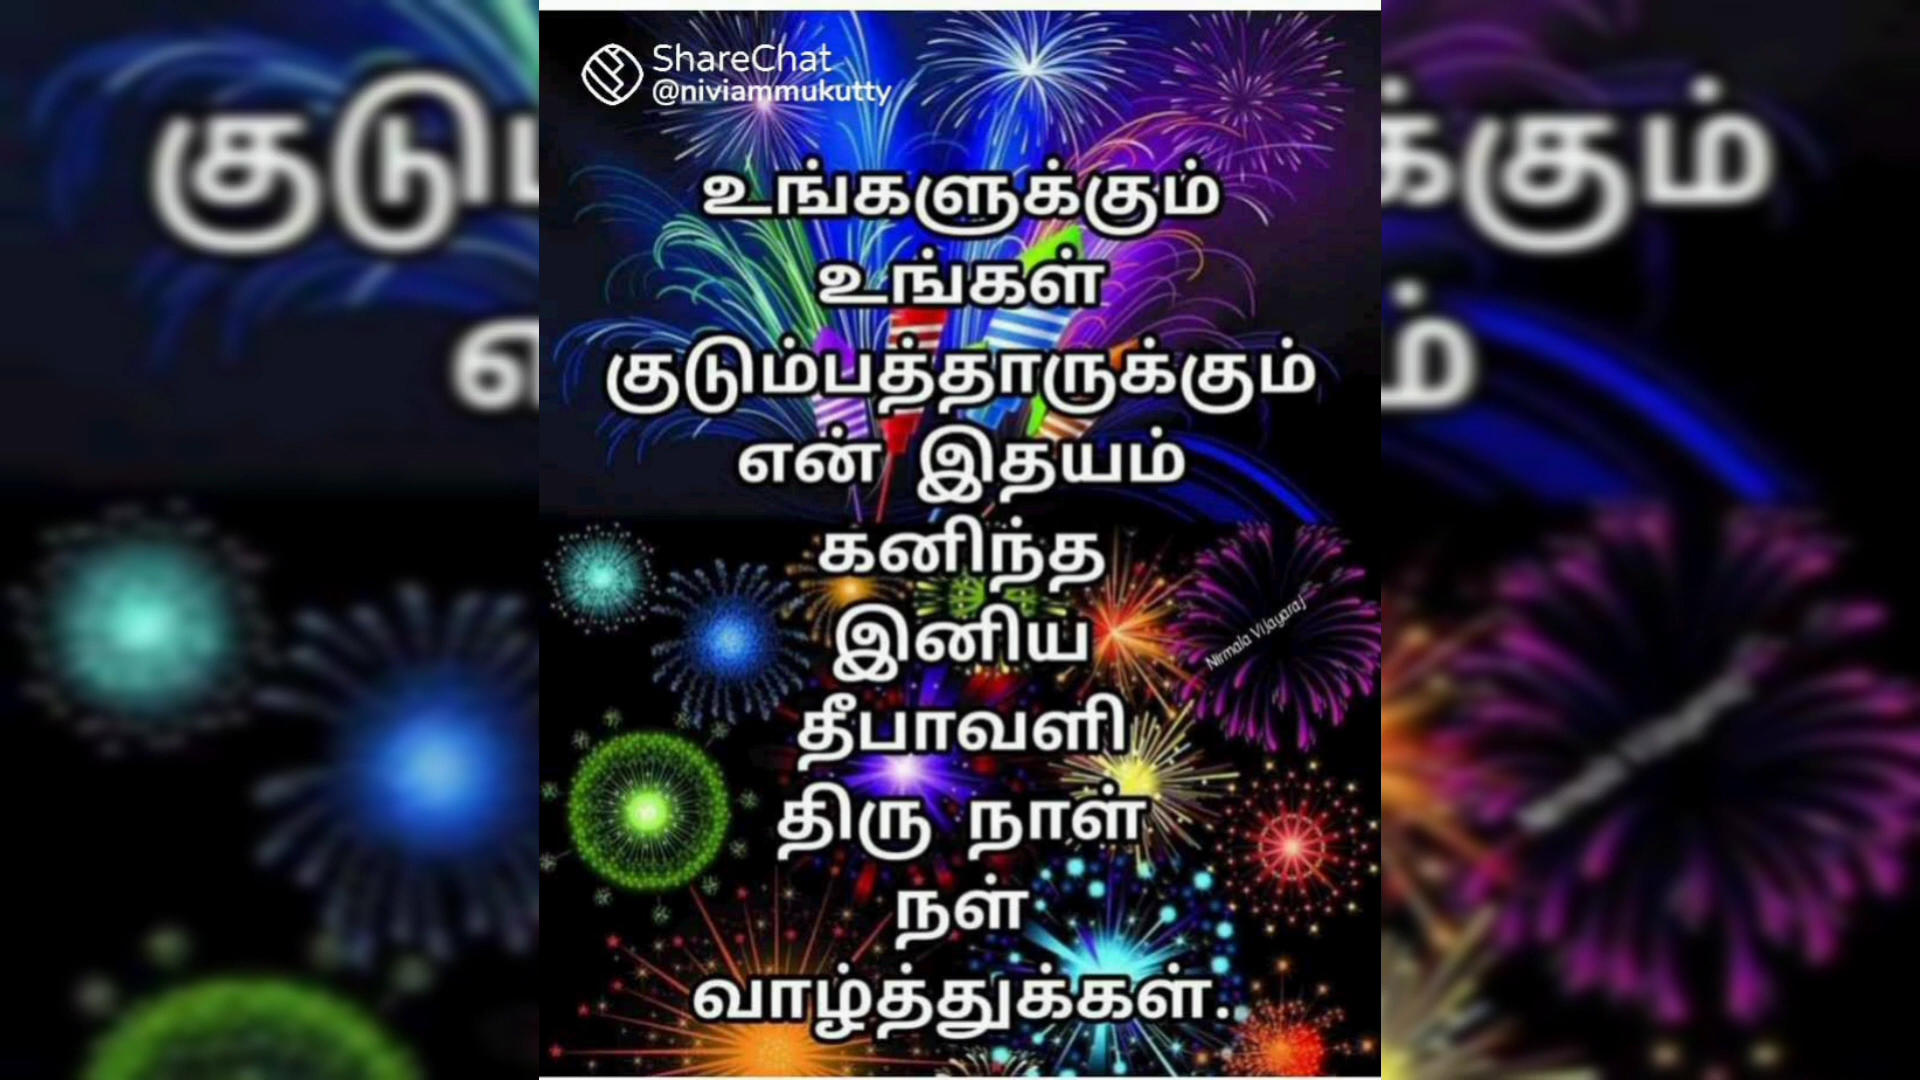 ShareChat
@niviammukutty
உங்களுக்கும்
உங்கள்
குடும்பத்தாருக்கும்
என் இதயம்
கனிந்த
இனிய
Nirmala Vijayaraj
தீபாவளி
திரு நாள்
நள்
வாழ்த்துக்கள்..